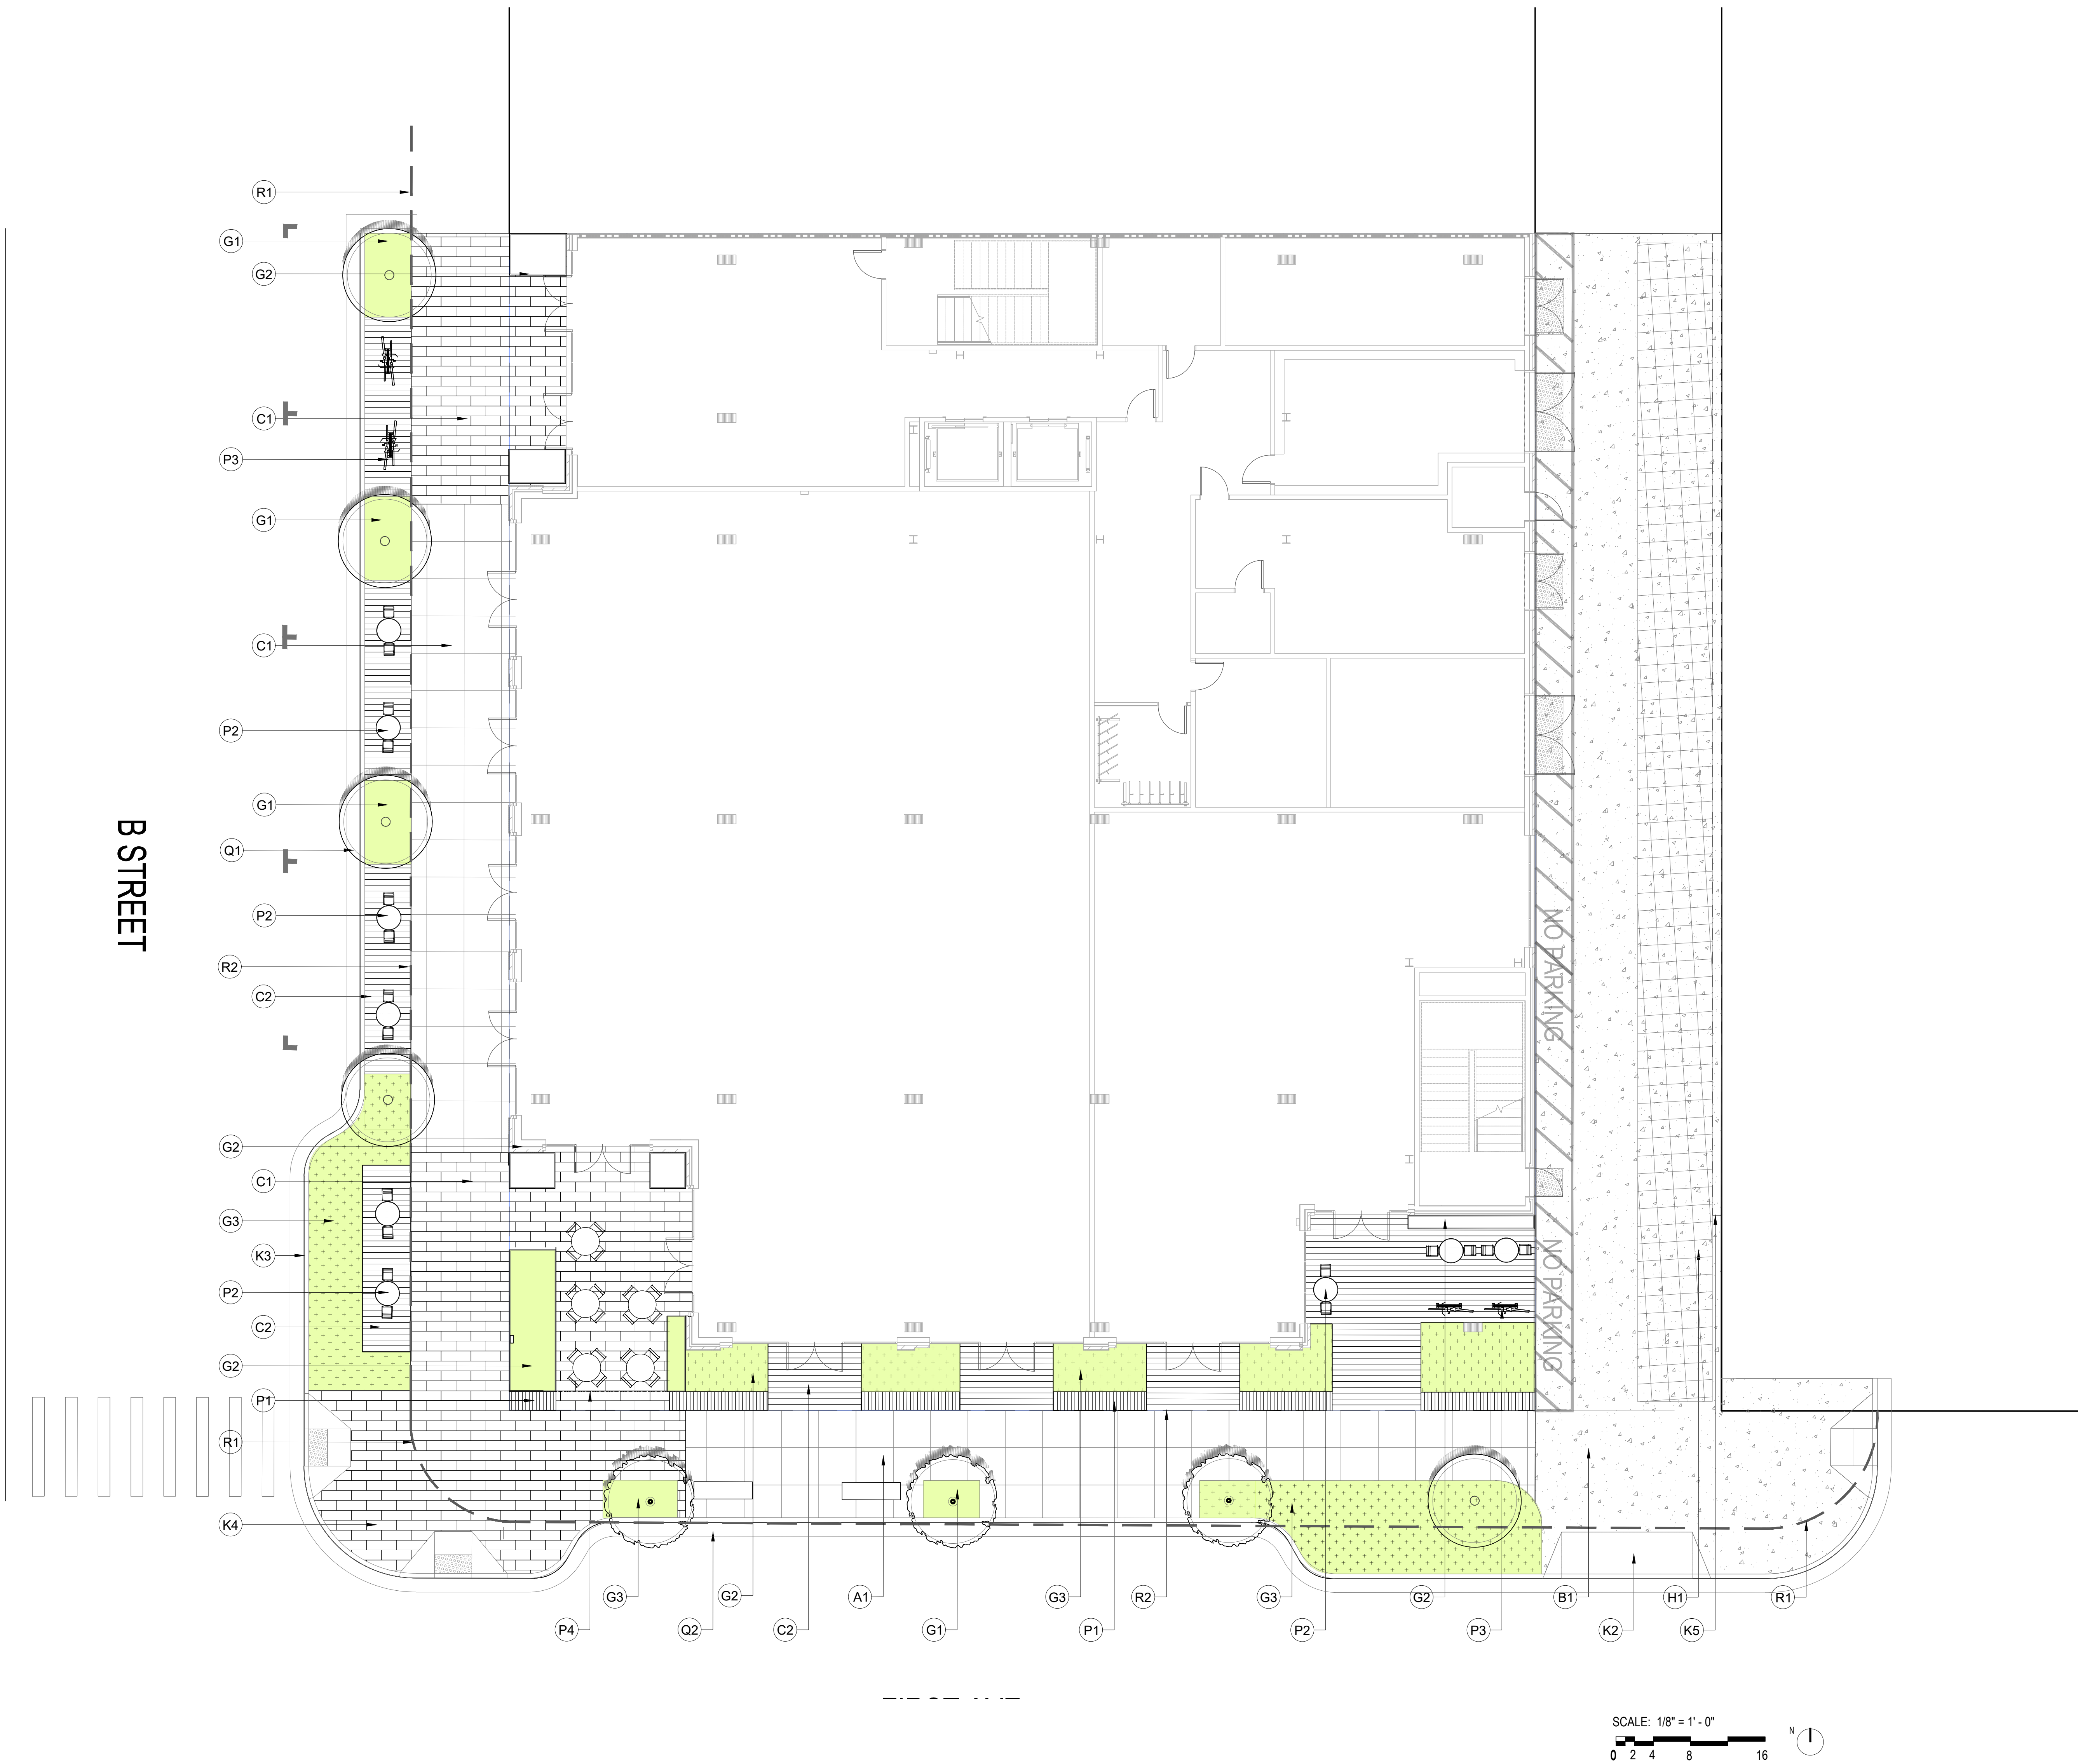 R1
G1
G2
C1
P3
G1
C1
P2
G1
Q1
P2
R2
C2
G2
C1
G3
K3
P2
C2
G2
P1
R1
K4
B STREET
NO PARKING
NO PARKING
G3
G2
A1
G3
R2
G3
G2
B1
H1
R1
P4
Q2
C2
G1
P1
P2
P3
K2
K5
SCALE: 1/8" = 1' - 0"
N
0 2 4 8 16